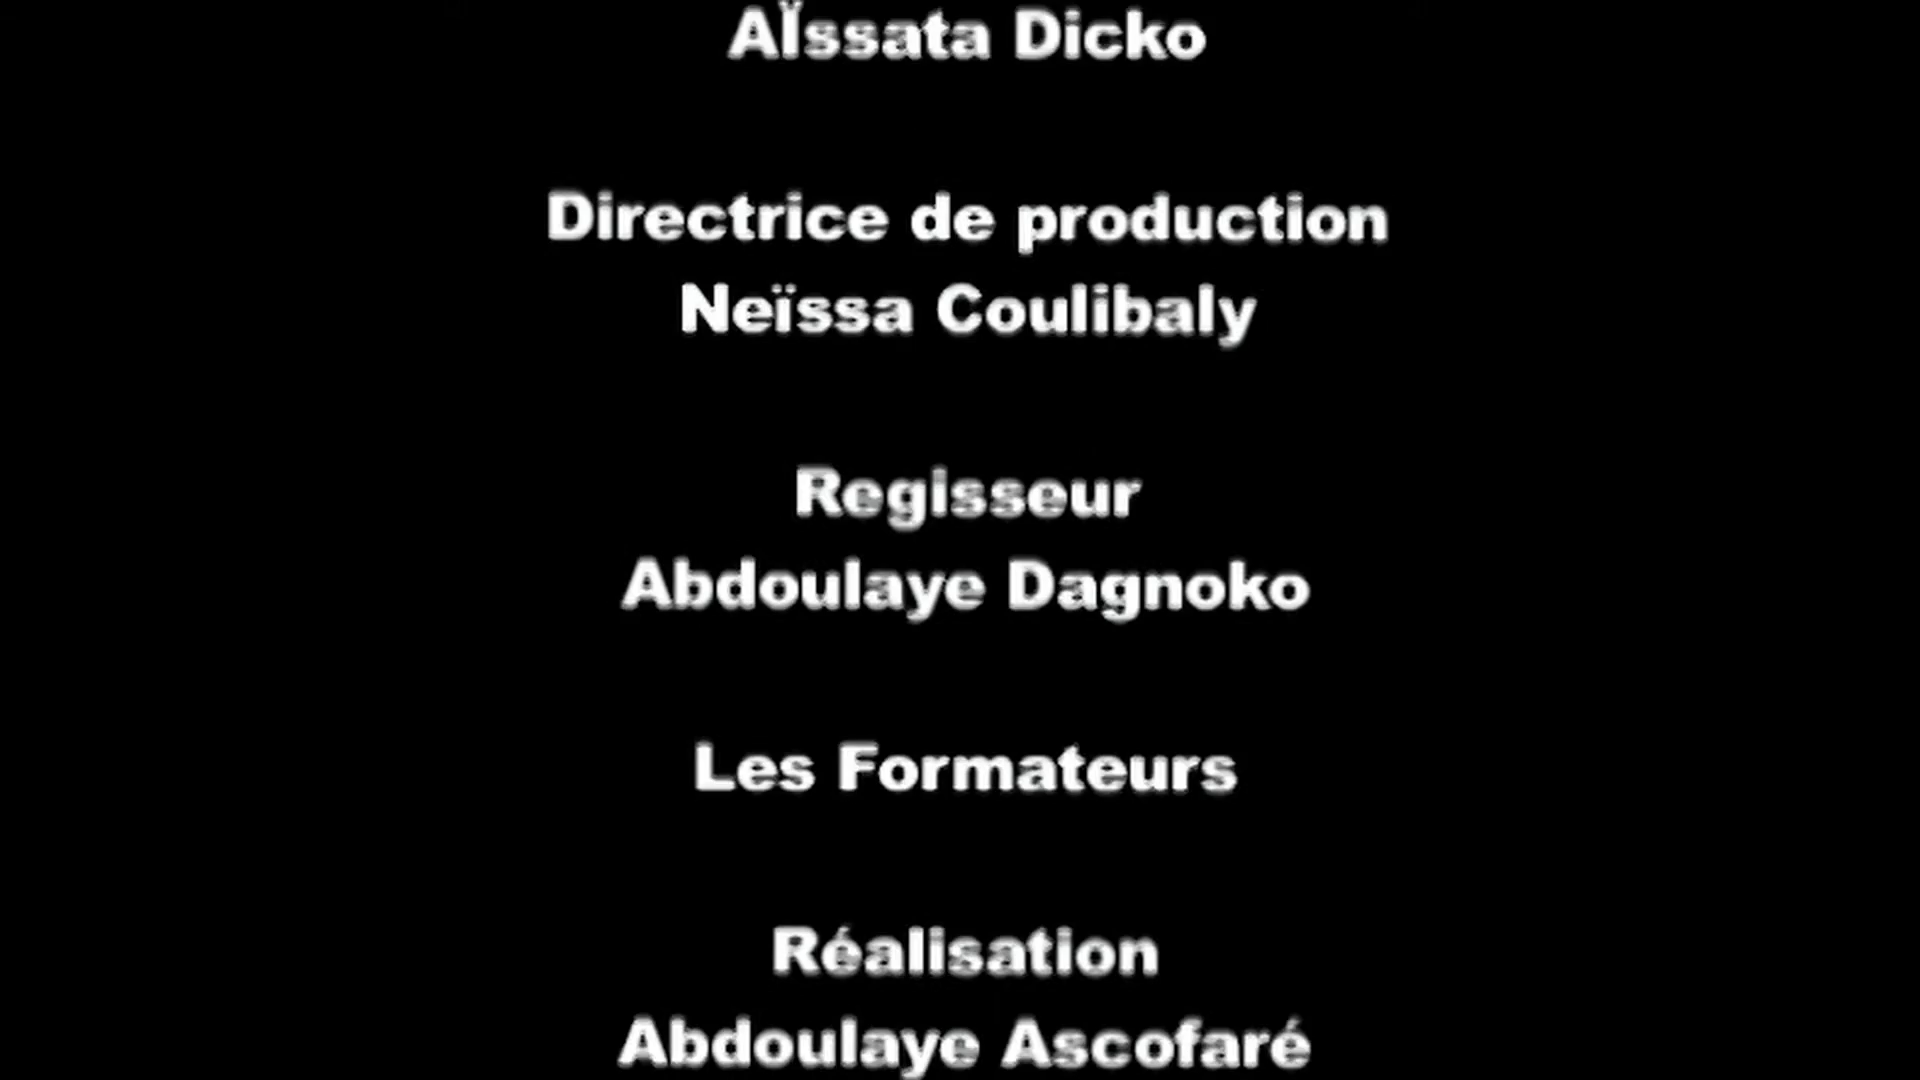 AÏssata Dicko
Directrice de production
Neïssa Coulibaly
Regisseur
Abdoulaye Dagnoko
Les Formateurs
Réalisation
Abdoulaye Ascofaré